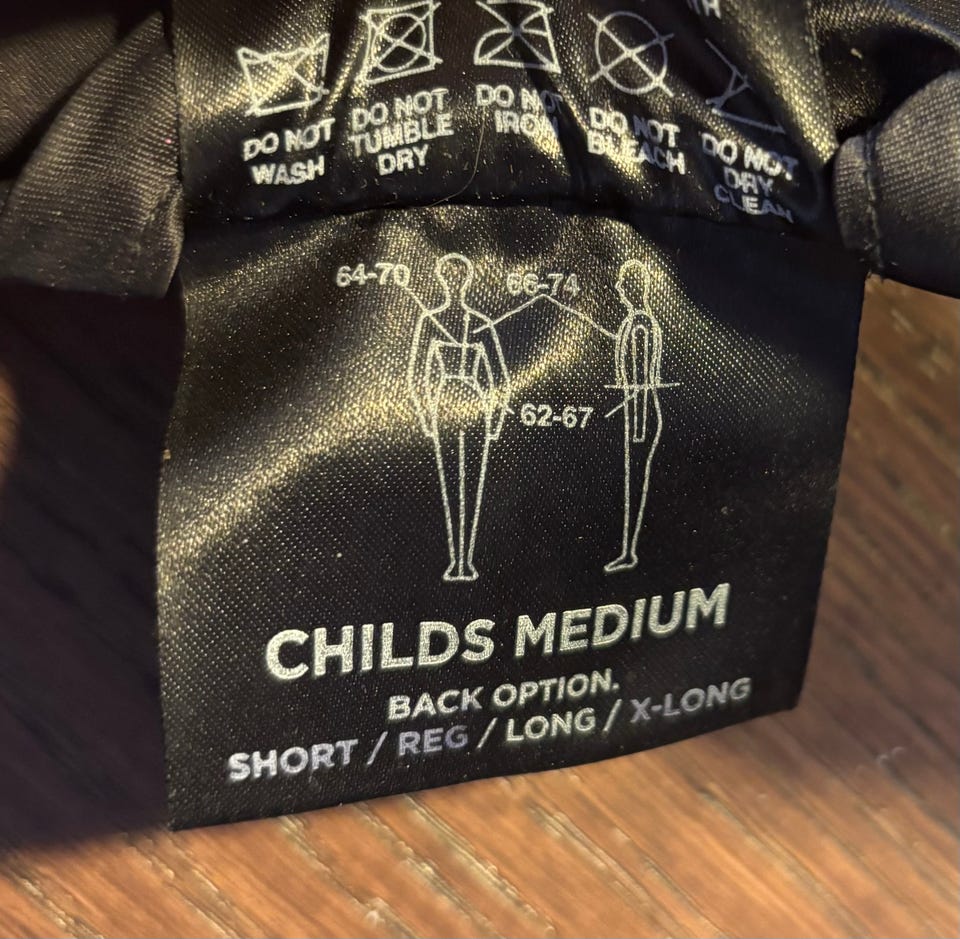 DO NOT WASH
DO NOT TUMBLE DRY
DO NOT IRON
DO NOT BLEACH
DO NOT DRY CLEAN
64-70
66-74
62-67
CHILDS MEDIUM
BACK OPTION.
SHORT / REG / LONG / X-LONG